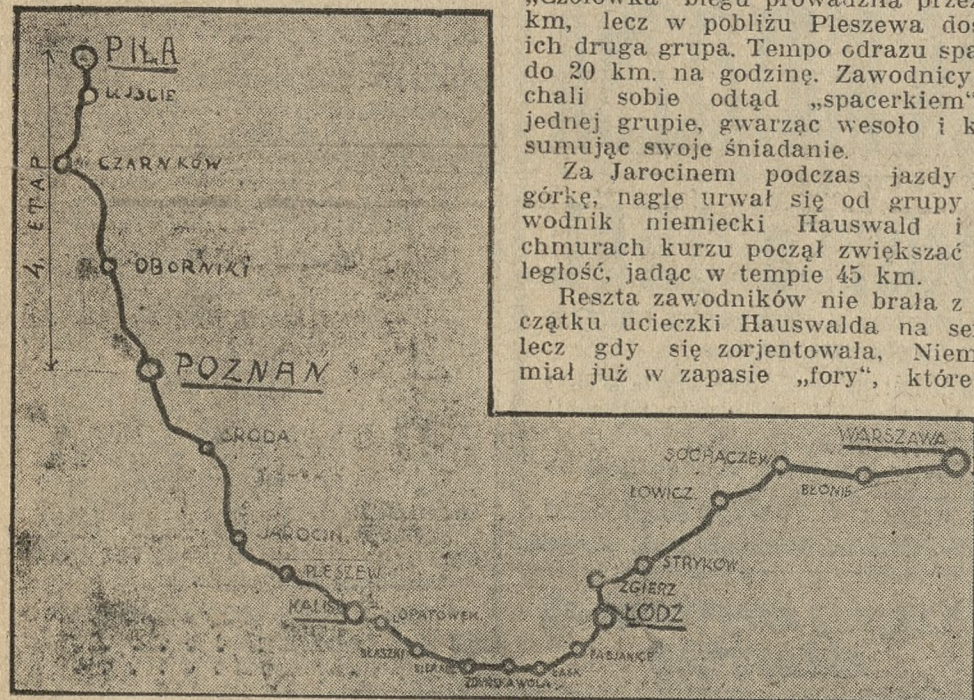 „Czołówka" biegu prowadziła przez
km, lecz w pobliżu Pleszewa dos
ich druga grupa. Tempo odrazu spa
do 20 km. na godzinę. Zawodnicy
chali sobie odtąd „spacerkiem"
jednej grupie, gwarząc wesoło i k
sumując swoje śniadanie.
Za Jarocinem podczas jazdy
górkę, nagle urwał się od grupy
wodnik niemiecki Hauswald i
chmurach kurzu począł zwiększać
ległość, jadąc w tempie 45 km.
Reszta zawodników nie brała z
czątku ucieczki Hauswalda na se
lecz gdy się zorjentowała, Niem
miał już w zapasie „fory", które
PIŁA
UJŚCIE
CZARNKÓW
4. ETAP
OBORNIKI
POZNAŃ
ŚRODA
JAROCIN.
PLESZEW
KALISZ
OPATÓWEK.
BŁASZKI
ZDUŃSKA WOLA
ŁASK
PABJANICE
ŁÓDŹ
ZGIERZ
STRYKÓW
ŁOWICZ
SOCHACZEW
BŁONIE
WARSZAWA